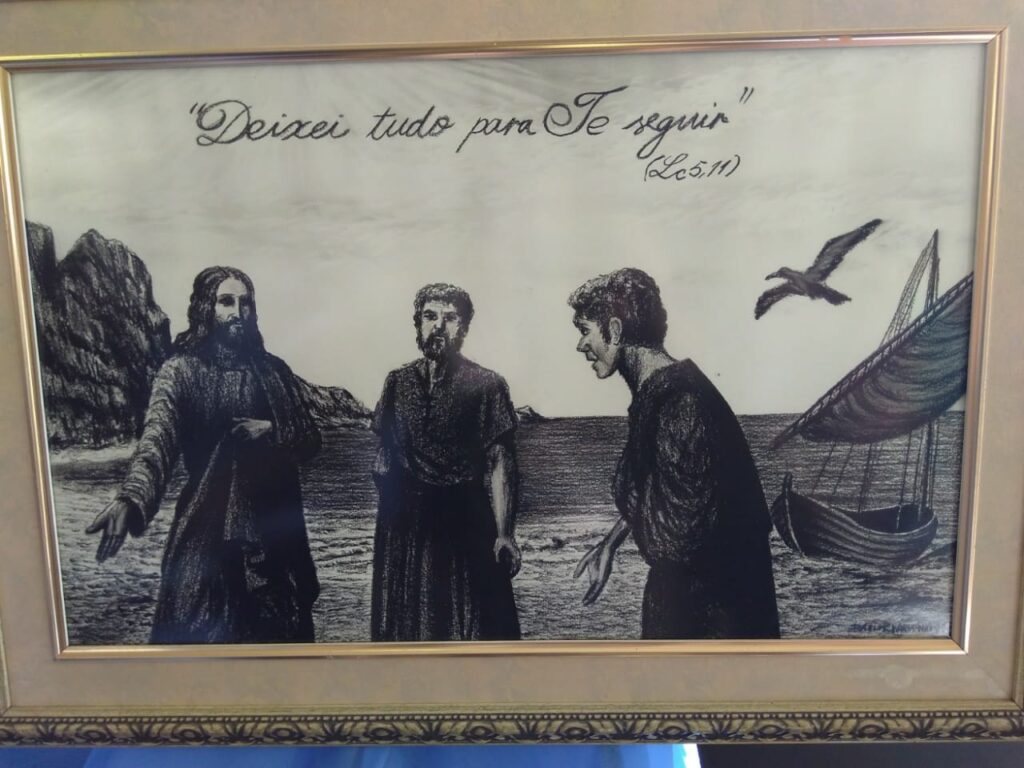 "Deixei tudo para Te seguir"
(Lc 5,11)